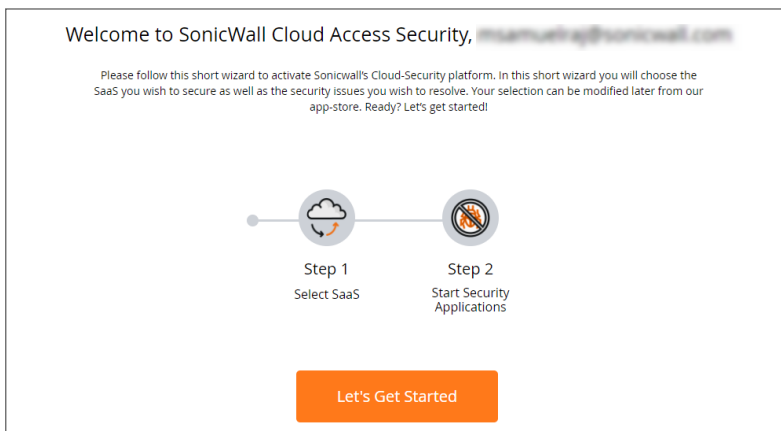 Welcome to SonicWall Cloud Access Security,
Please follow this short wizard to activate Sonicwall's Cloud-Security platform. In this short wizard you will choose the
SaaS you wish to secure as well as the security issues you wish to resolve. Your selection can be modified later from our
app-store. Ready? Let's get started!
Step 1
Select SaaS
Step 2
Start Security
Applications
Let's Get Started